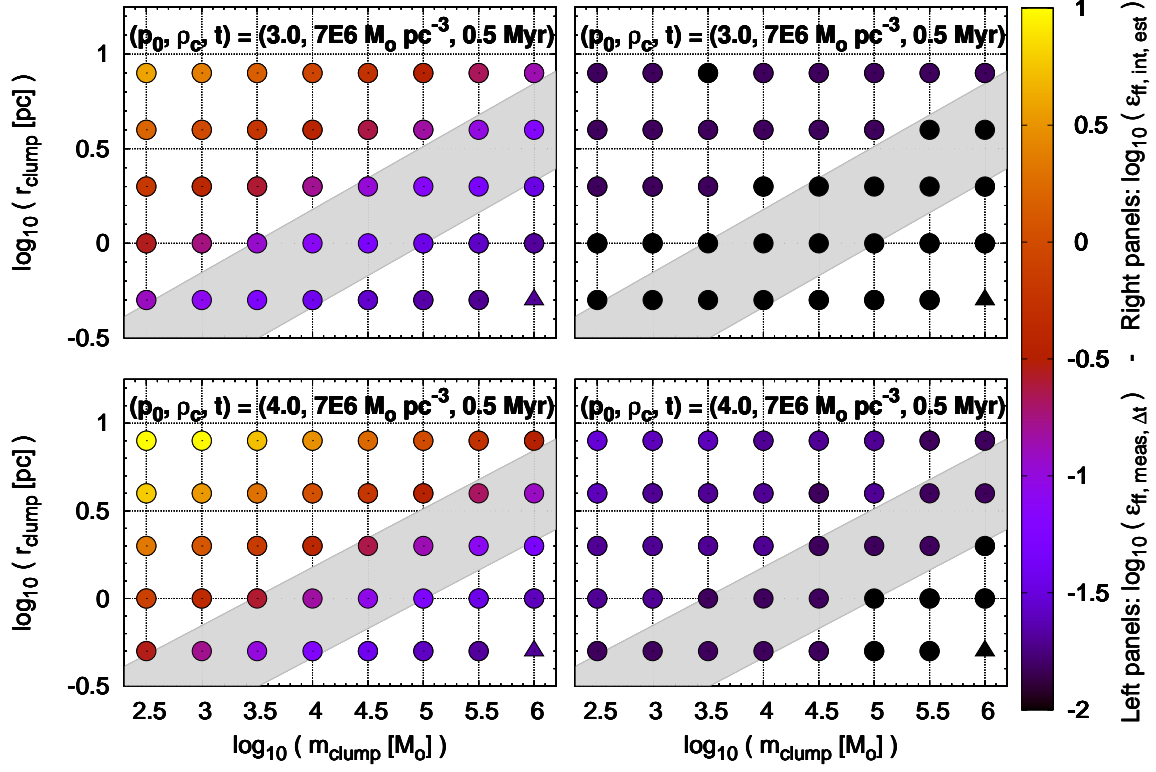 (p0, ρc, t) = (3.0, 7E6 Mo pc-3, 0.5 Myr)
(p0, ρc, t) = (3.0, 7E6 Mo pc-3, 0.5 Myr)
1
0.5
0
-0.5
log10 ( rclump [pc] )
(p0, ρc, t) = (4.0, 7E6 Mo pc-3, 0.5 Myr)
(p0, ρc, t) = (4.0, 7E6 Mo pc-3, 0.5 Myr)
1
0.5
0
-0.5
log10 ( rclump [pc] )
2.5 3 3.5 4 4.5 5 5.5 6
2.5 3 3.5 4 4.5 5 5.5 6
log10 ( mclump [Mo] )
log10 ( mclump [Mo] )
1
0.5
0
-0.5
-1
-1.5
-2
Left panels: log10 ( εff, meas, Δt ) - Right panels: log10 ( εff, int, est )